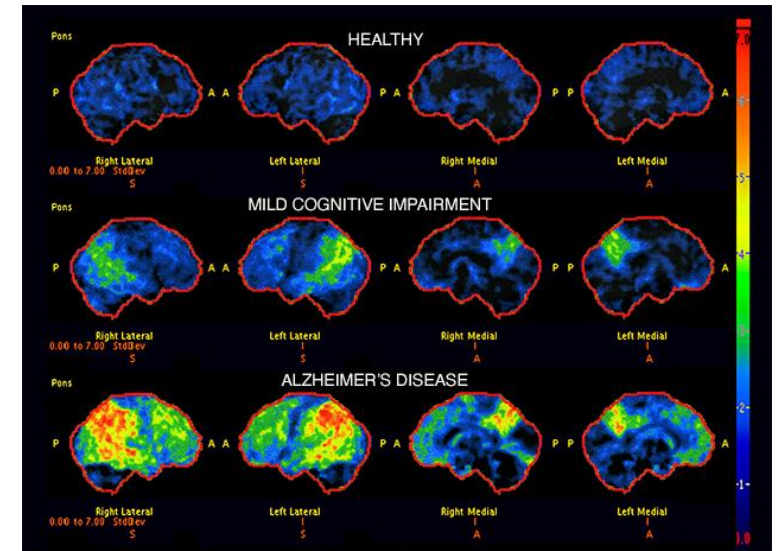 HEALTHY
Pons
P A A P A P P A
Right Lateral Left Lateral Right Medial Left Medial
0.00 to 7.00 StdDev
S S A A
MILD COGNITIVE IMPAIRMENT
Pons
P A A P A P P A
Right Lateral Left Lateral Right Medial Left Medial
0.00 to 7.00 StdDev
S S A A
ALZHEIMER'S DISEASE
Pons
P A A P A P P A
Right Lateral Left Lateral Right Medial Left Medial
0.00 to 7.00 StdDev
S S A A
7.0
6
5
4
3
2
1